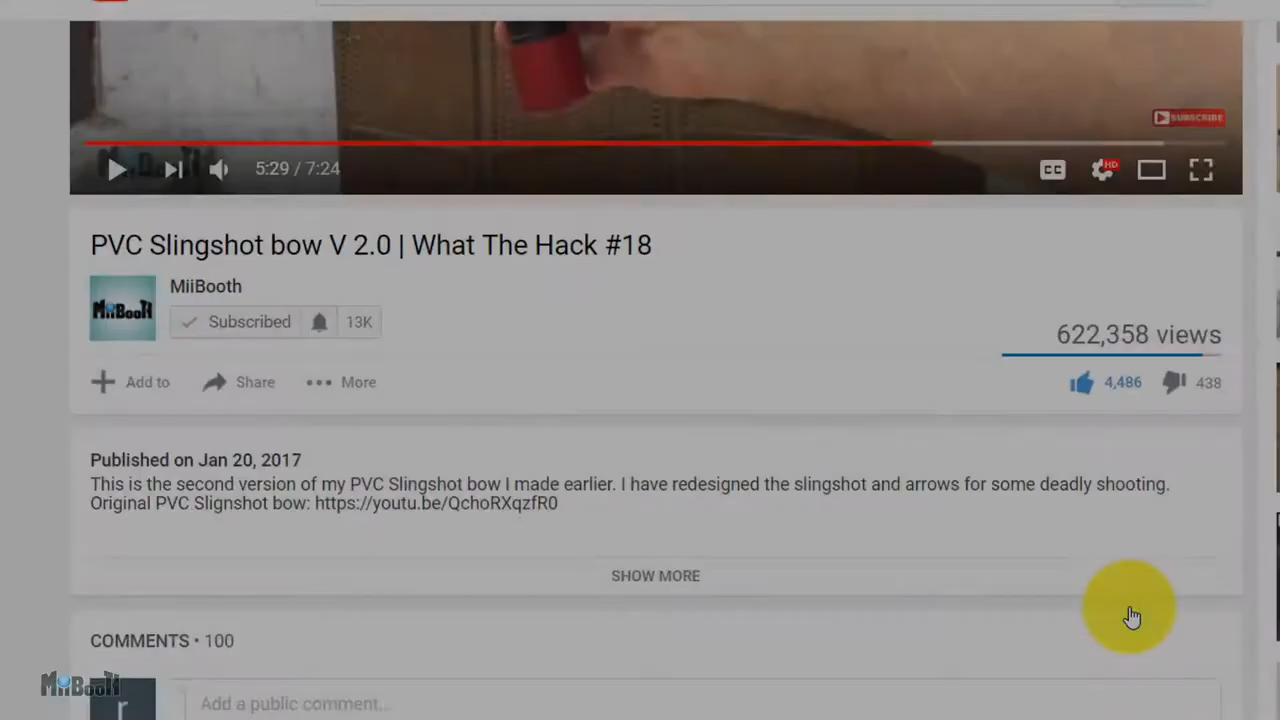 SUBSCRIBE
5:29 / 7:24
CC
HD
PVC Slingshot bow V 2.0 | What The Hack #18
MiiBooth
MiiBootH
Subscribed
13K
622,358 views
Add to
Share
More
4,486
438
Published on Jan 20, 2017
This is the second version of my PVC Slingshot bow I made earlier. I have redesigned the slingshot and arrows for some deadly shooting.
Original PVC Slignshot bow: https://youtu.be/QchoRXqzfR0
SHOW MORE
COMMENTS • 100
MiiBootH
r
Add a public comment...